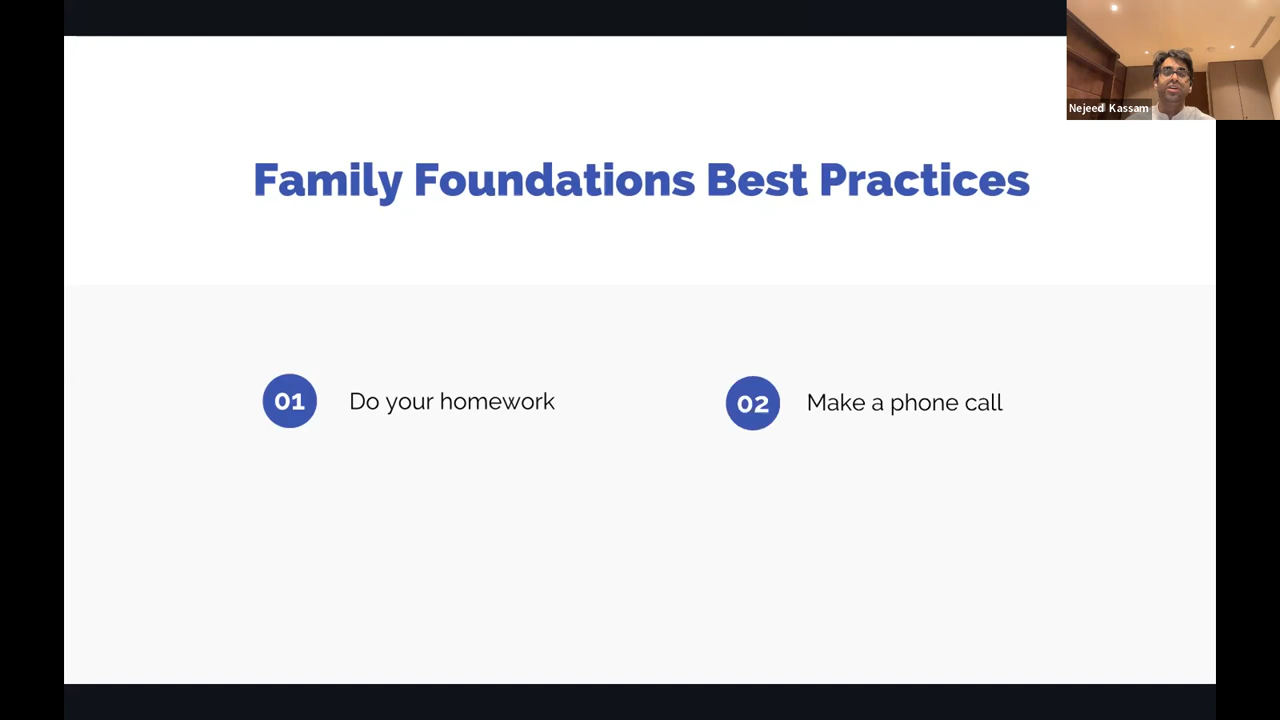 Nejeed Kassam
Family Foundations Best Practices
01 Do your homework
02 Make a phone call